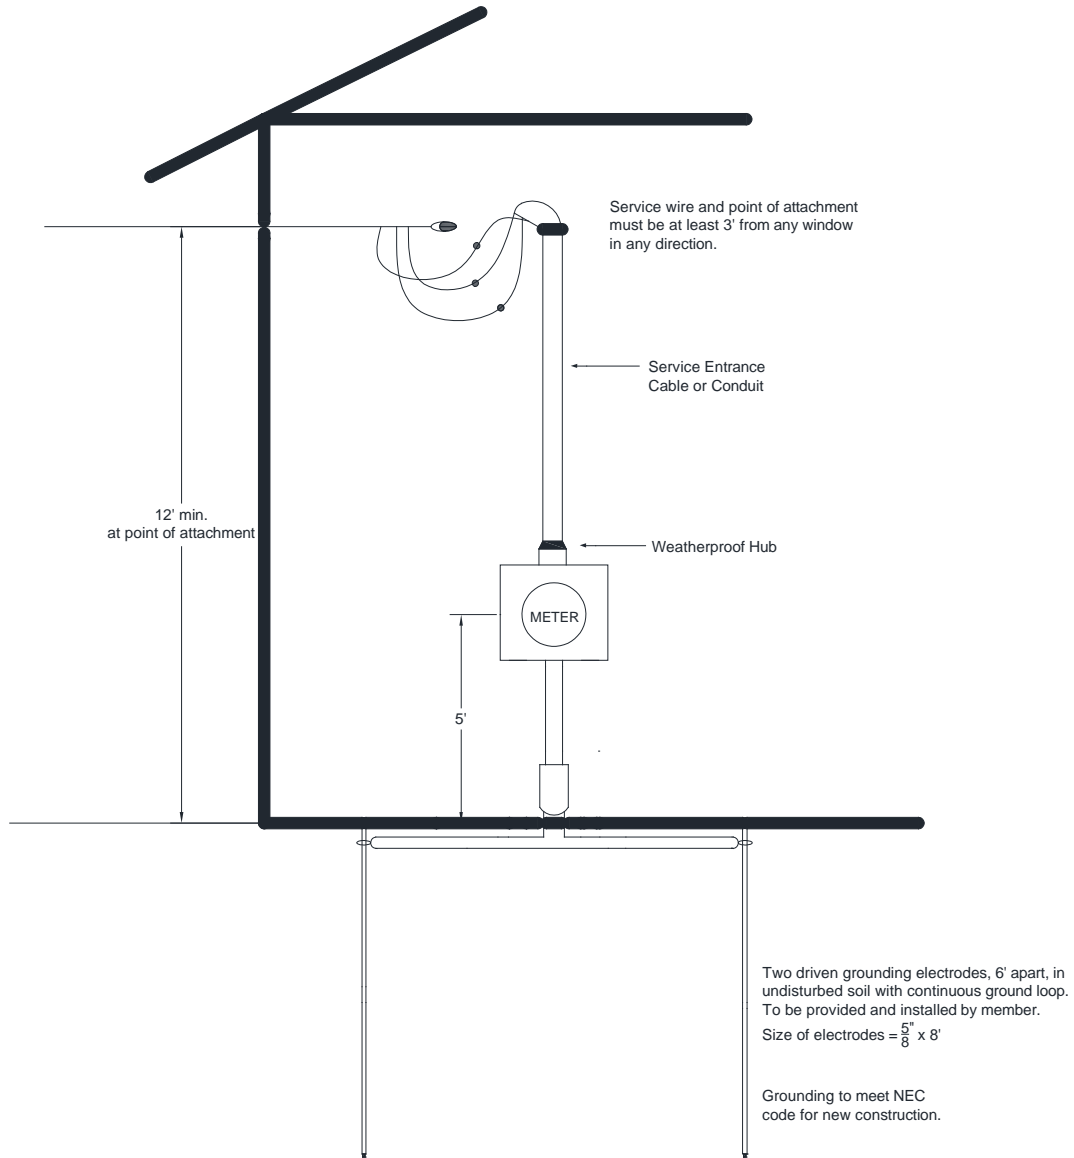 Service wire and point of attachment
must be at least 3' from any window
in any direction.
Service Entrance
Cable or Conduit
12' min.
at point of attachment
Weatherproof Hub
METER
5'
Two driven grounding electrodes, 6' apart, in
undisturbed soil with continuous ground loop.
To be provided and installed by member.
Size of electrodes = 5/8" x 8'
Grounding to meet NEC
code for new construction.